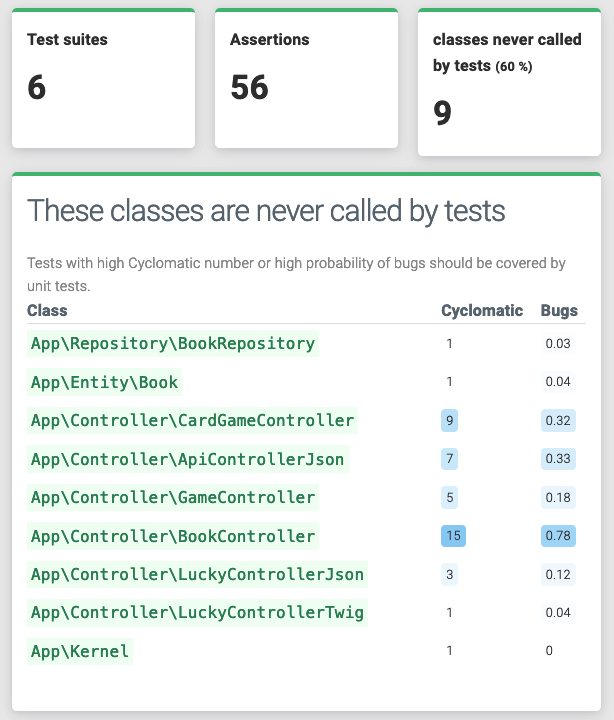 Test suites
6
Assertions
56
classes never called
by tests (60 %)
9
These classes are never called by tests
Tests with high Cyclomatic number or high probability of bugs should be covered by
unit tests.
Class Cyclomatic Bugs
App\Repository\BookRepository 1 0.03
App\Entity\Book 1 0.04
App\Controller\CardGameController 9 0.32
App\Controller\ApiControllerJson 7 0.33
App\Controller\GameController 5 0.18
App\Controller\BookController 15 0.78
App\Controller\LuckyControllerJson 3 0.12
App\Controller\LuckyControllerTwig 1 0.04
App\Kernel 1 0